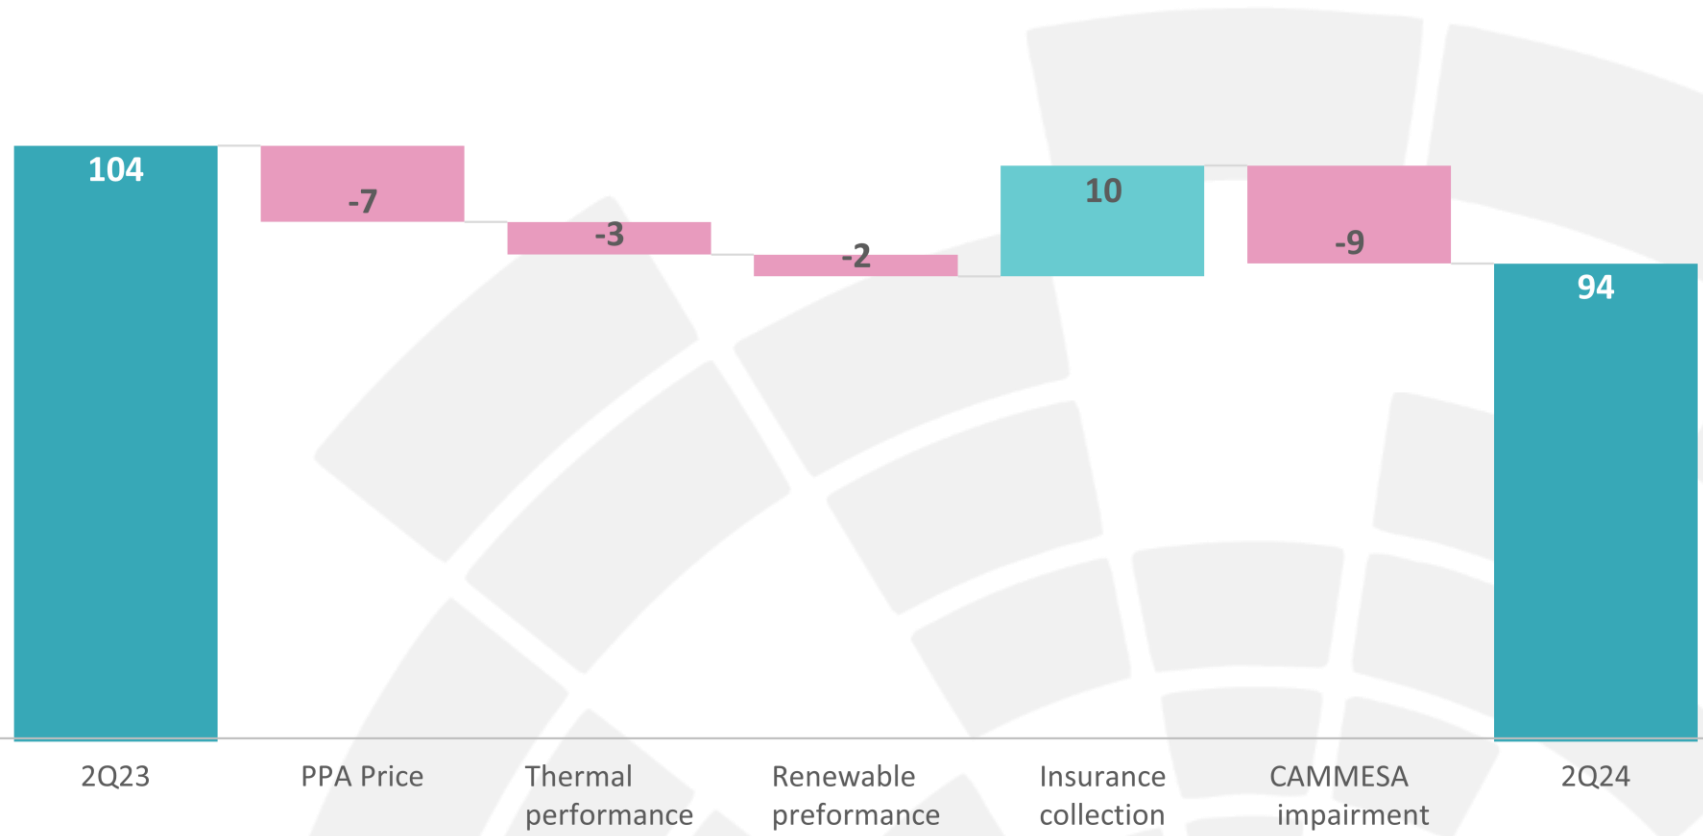 104
-7
-3
-2
10
-9
94
2Q23
PPA Price
Thermal
performance
Renewable
preformance
Insurance
collection
CAMMESA
impairment
2Q24